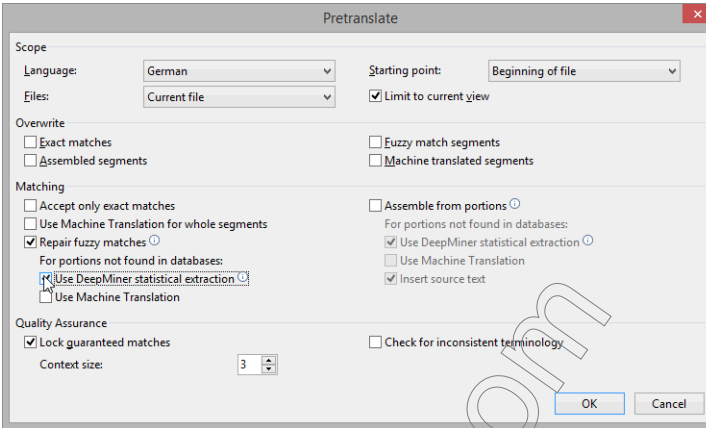 Pretranslate
Scope
Language: German Starting point: Beginning of file
Files: Current file Limit to current view
Overwrite
Exact matches Fuzzy match segments
Assembled segments Machine translated segments
Matching
Accept only exact matches Assemble from portions
Use Machine Translation for whole segments For portions not found in databases:
Repair fuzzy matches Use DeepMiner statistical extraction
For portions not found in databases: Use Machine Translation
Use DeepMiner statistical extraction Insert source text
Use Machine Translation
Quality Assurance
Lock guaranteed matches Check for inconsistent terminology
Context size: 3
OK Cancel
om